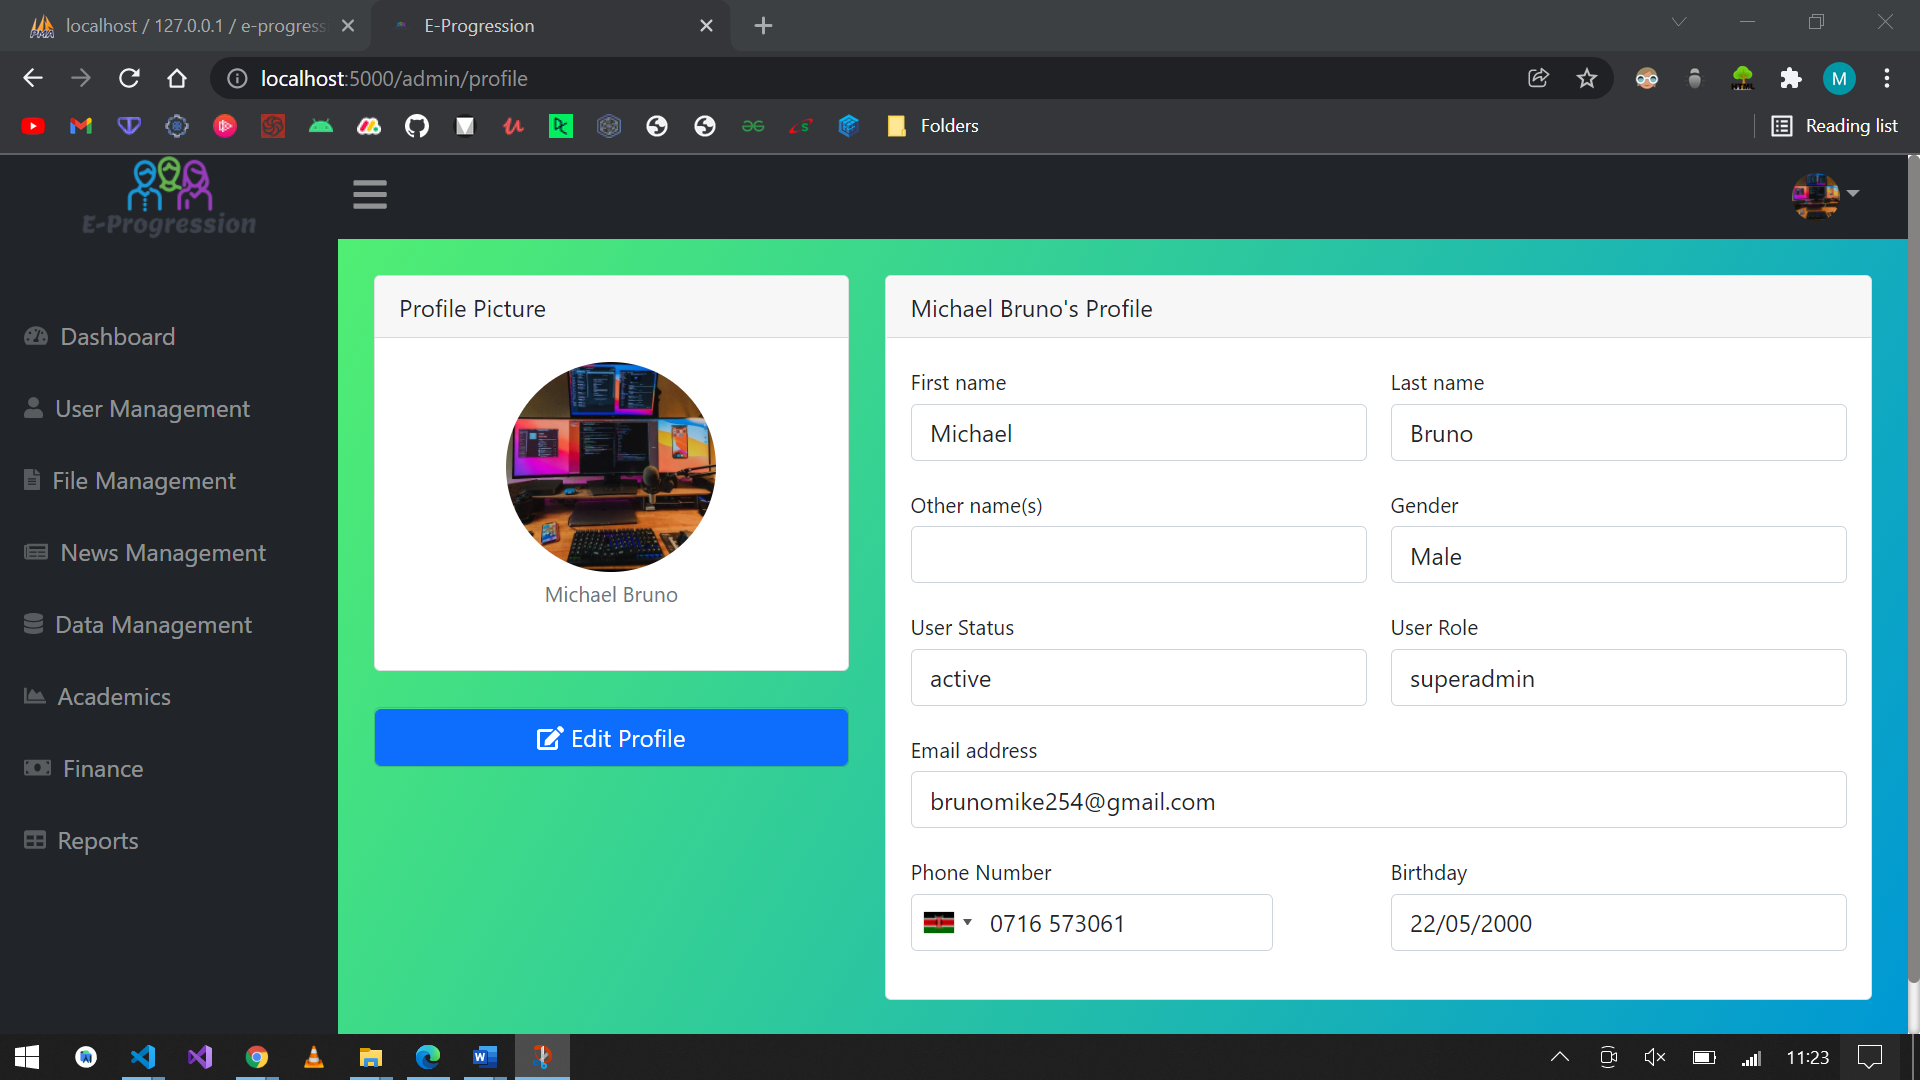 localhost / 127.0.0.1 / e-progress
E-Progression
localhost:5000/admin/profile
M
Folders
Reading list
E-Progression
Dashboard
User Management
File Management
News Management
Data Management
Academics
Finance
Reports
Profile Picture
Michael Bruno
Edit Profile
Michael Bruno's Profile
First name
Last name
Michael
Bruno
Other name(s)
Gender
Male
User Status
User Role
active
superadmin
Email address
brunomike254@gmail.com
Phone Number
Birthday
0716 573061
22/05/2000
11:23